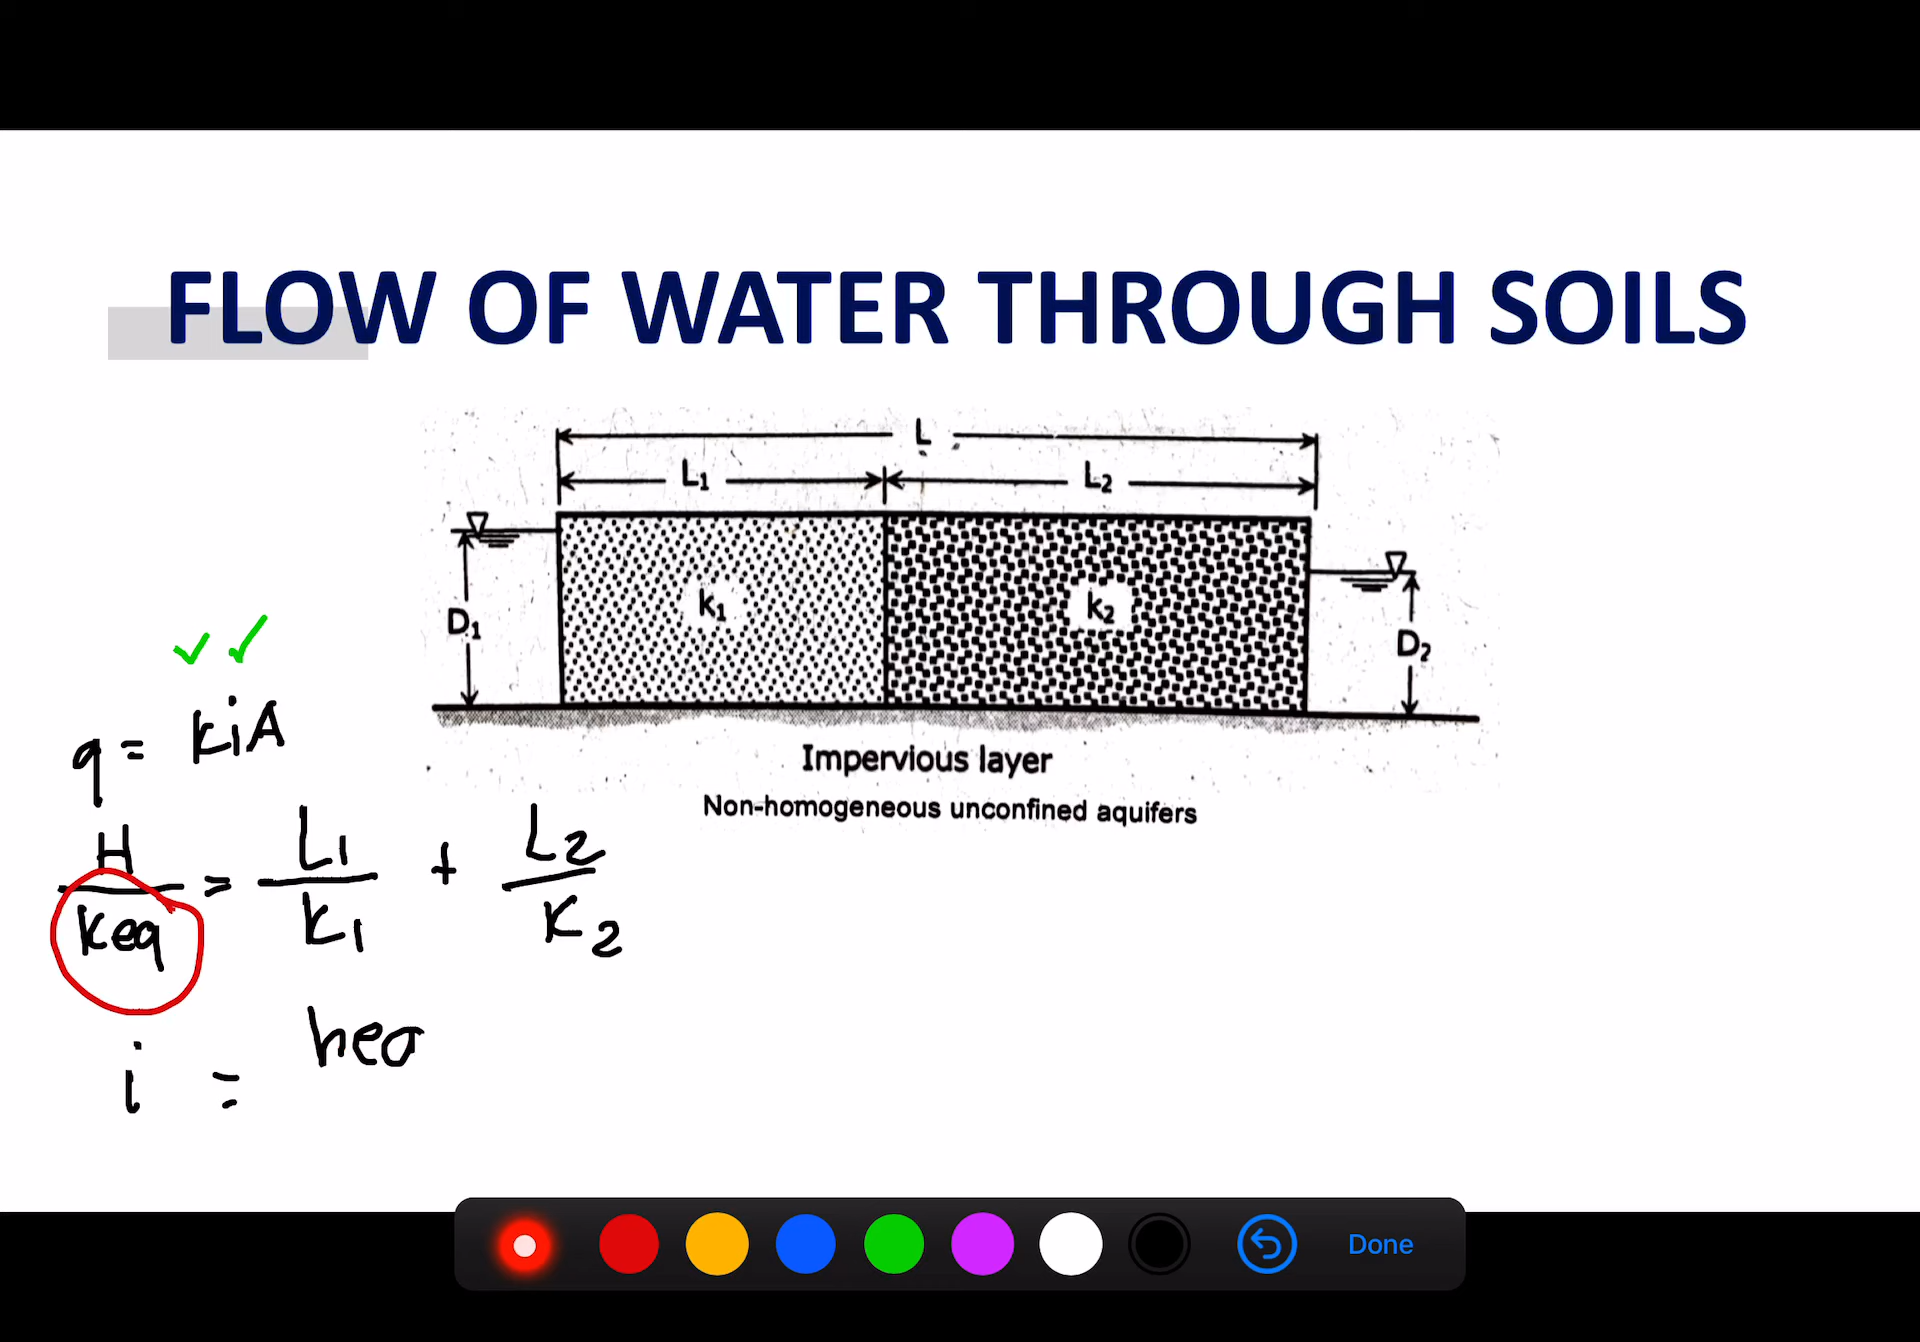 FLOW OF WATER THROUGH SOILS
L
L₁ L₂
k₁ k₂
D₁ D₂
Impervious layer
Non-homogeneous unconfined aquifers
q = kiA
H/keq = L1/k1 + L2/K2
i = hea
Done